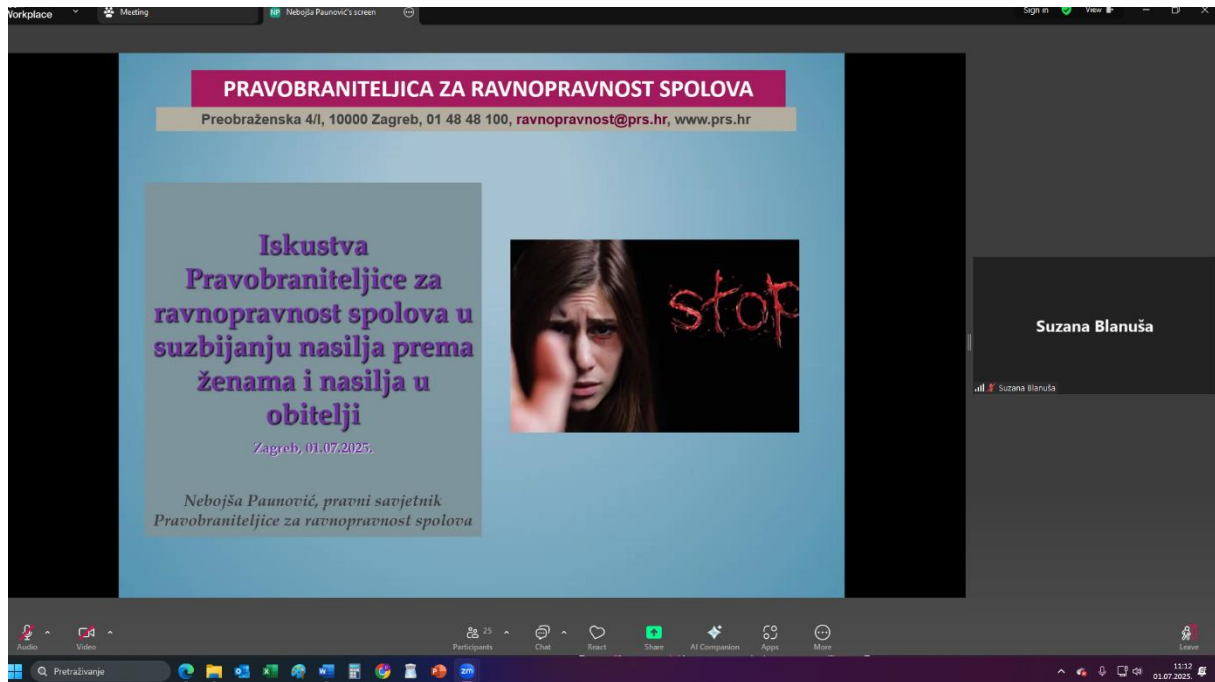 Workplace
Meeting
NP Nebojša Paunović's screen
Sign in
View
PRAVOBRANITELJICA ZA RAVNOPRAVNOST SPOLOVA
Preobraženska 4/I, 10000 Zagreb, 01 48 48 100, ravnopravnost@prs.hr, www.prs.hr
Iskustva
Pravobraniteljice za
ravnopravnost spolova u
suzbijanju nasilja prema
ženama i nasilja u
obitelji
Zagreb, 01.07.2025.
Nebojša Paunović, pravni savjetnik
Pravobraniteljice za ravnopravnost spolova
stop
Suzana Blanuša
Suzana Blanuša
Audio
Video
25
Participants
Chat
React
Share
AI Companion
Apps
More
Leave
Pretraživanje
zm
11:12
01.07.2025.